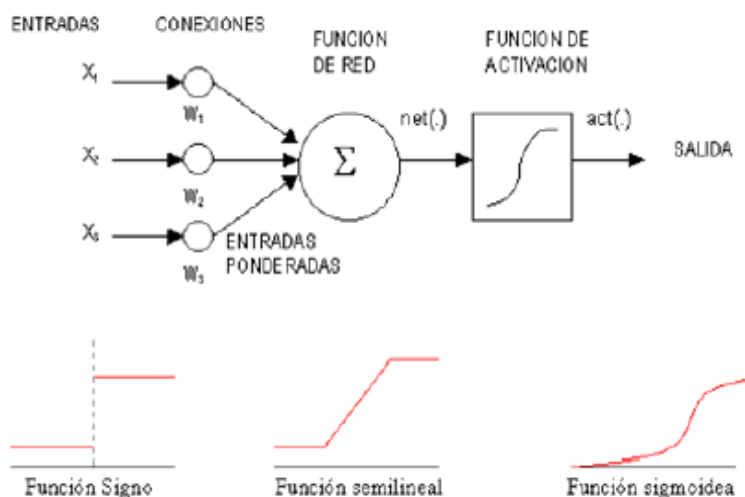 ENTRADAS
CONEXIONES
FUNCION
DE RED
FUNCION DE
ACTIVACION
X₁
W₁
X₂
W₂
X₃
W₃
Σ
net(.)
act(.)
SALIDA
ENTRADAS
PONDERADAS
Función Signo
Función semilineal
Función sigmoidea